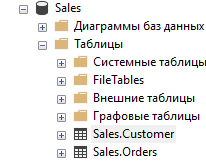 Sales
Диаграммы баз данных
Таблицы
Системные таблицы
FileTables
Внешние таблицы
Графовые таблицы
Sales.Customer
Sales.Orders